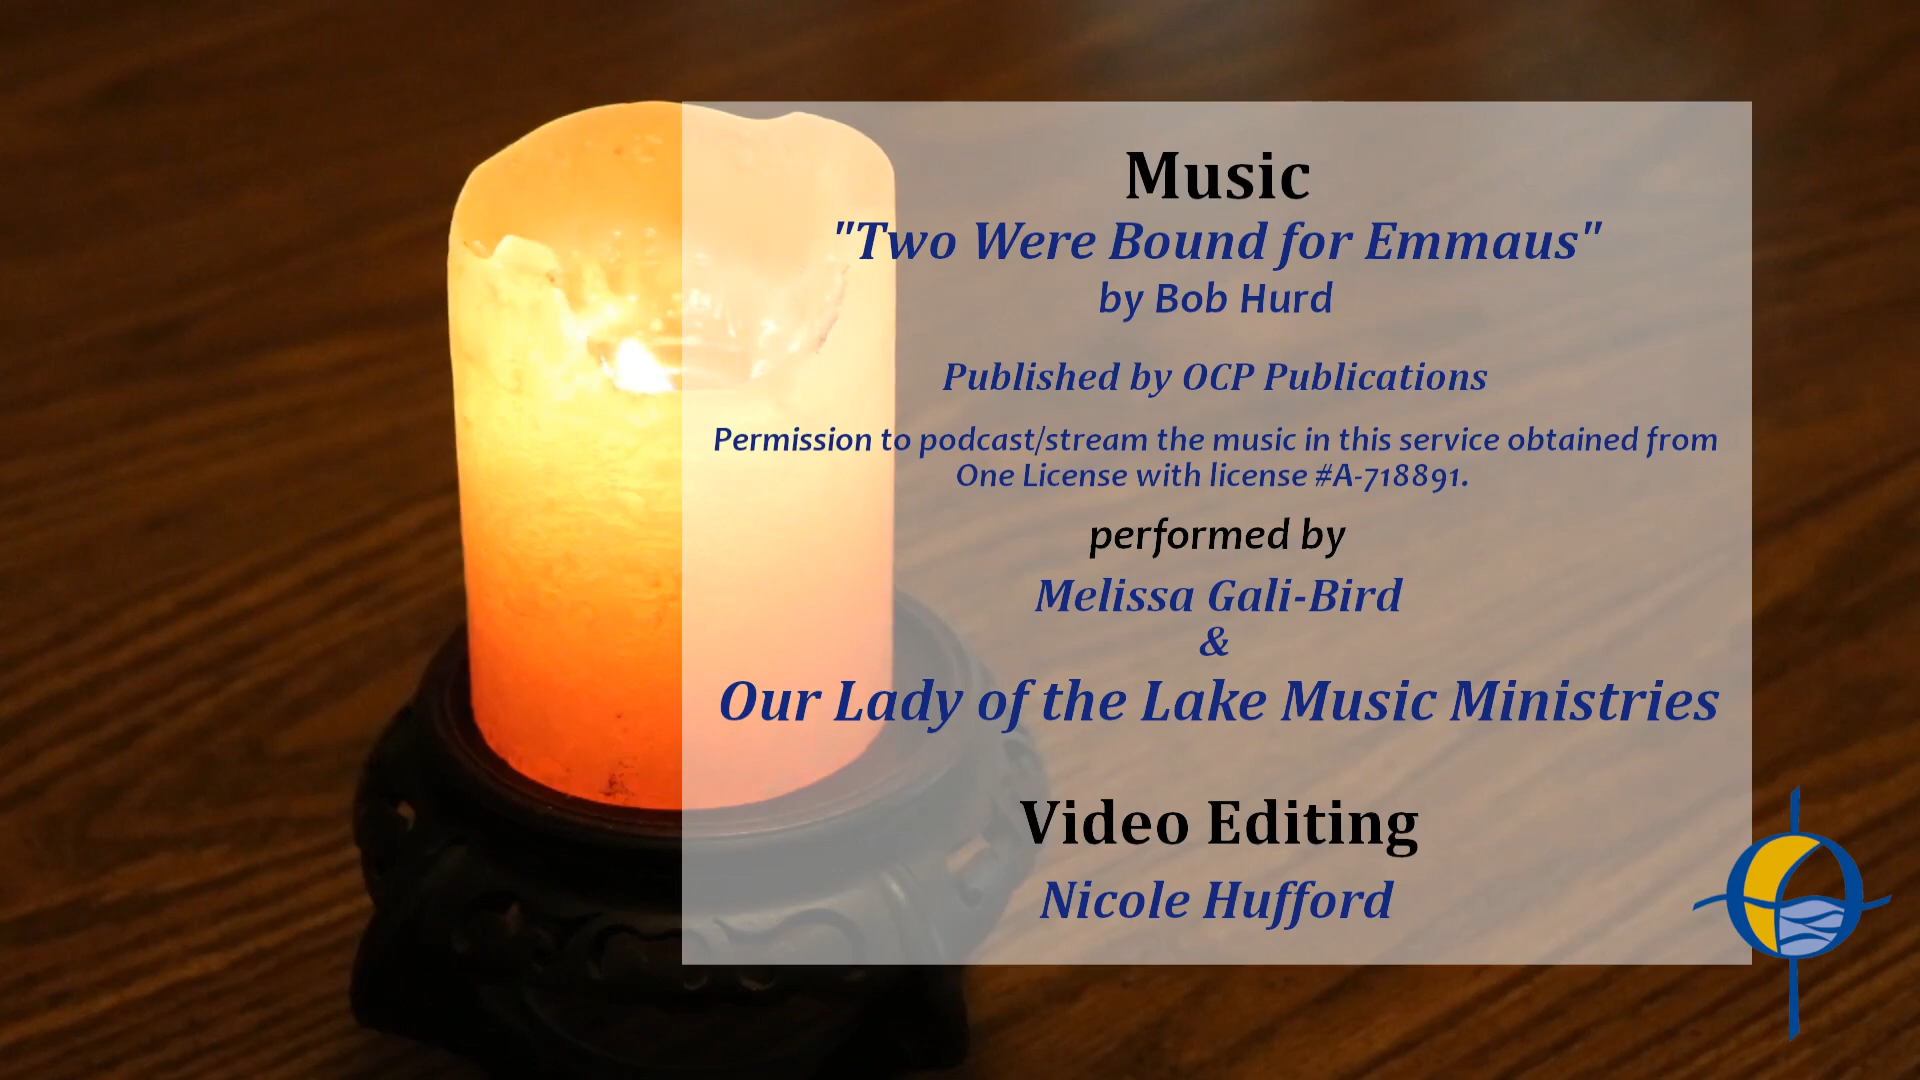 Music
"Two Were Bound for Emmaus"
by Bob Hurd
Published by OCP Publications
Permission to podcast/stream the music in this service obtained from
One License with license #A-718891.
performed by
Melissa Gali-Bird
&
Our Lady of the Lake Music Ministries
Video Editing
Nicole Hufford